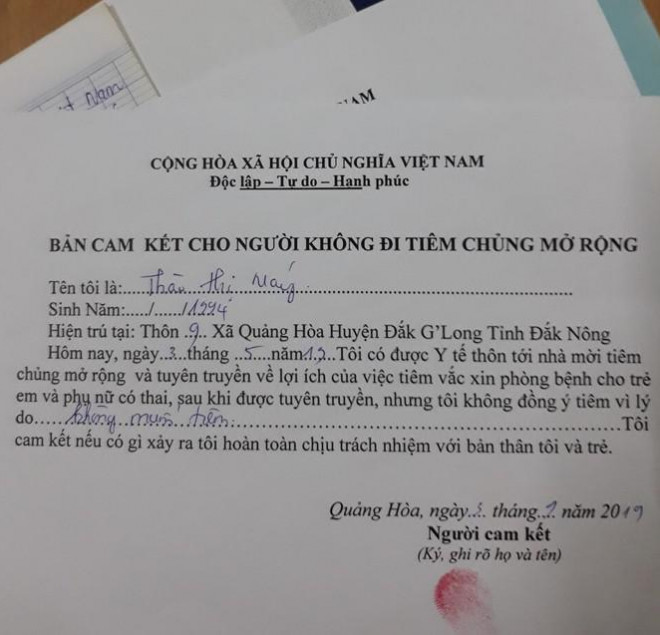 Nam
NAM
CỘNG HÒA XÃ HỘI CHỦ NGHĨA VIỆT NAM
Độc lập – Tự do – Hạnh phúc
BẢN CAM KẾT CHO NGƯỜI KHÔNG ĐI TIÊM CHỦNG MỞ RỘNG
Tên tôi là:.....Thào Thị.....
Sinh Năm:...../....../1994
Hiện trú tại: Thôn .9.. Xã Quảng Hòa Huyện Đắk G’Long Tỉnh Đắk Nông
Hôm nay, ngày..3..tháng ..5....năm12..Tôi có được Y tế thôn tới nhà mời tiêm
chủng mở rộng và tuyên truyền về lợi ích của việc tiêm vắc xin phòng bệnh cho trẻ
em và phụ nữ có thai, sau khi được tuyên truyền, nhưng tôi không đồng ý tiêm vì lý
do.....không muốn tiêm.....Tôi
cam kết nếu có gì xảy ra tôi hoàn toàn chịu trách nhiệm với bản thân tôi và trẻ.
Quảng Hòa, ngày.3. tháng... năm 2019
Người cam kết
(Ký, ghi rõ họ và tên)